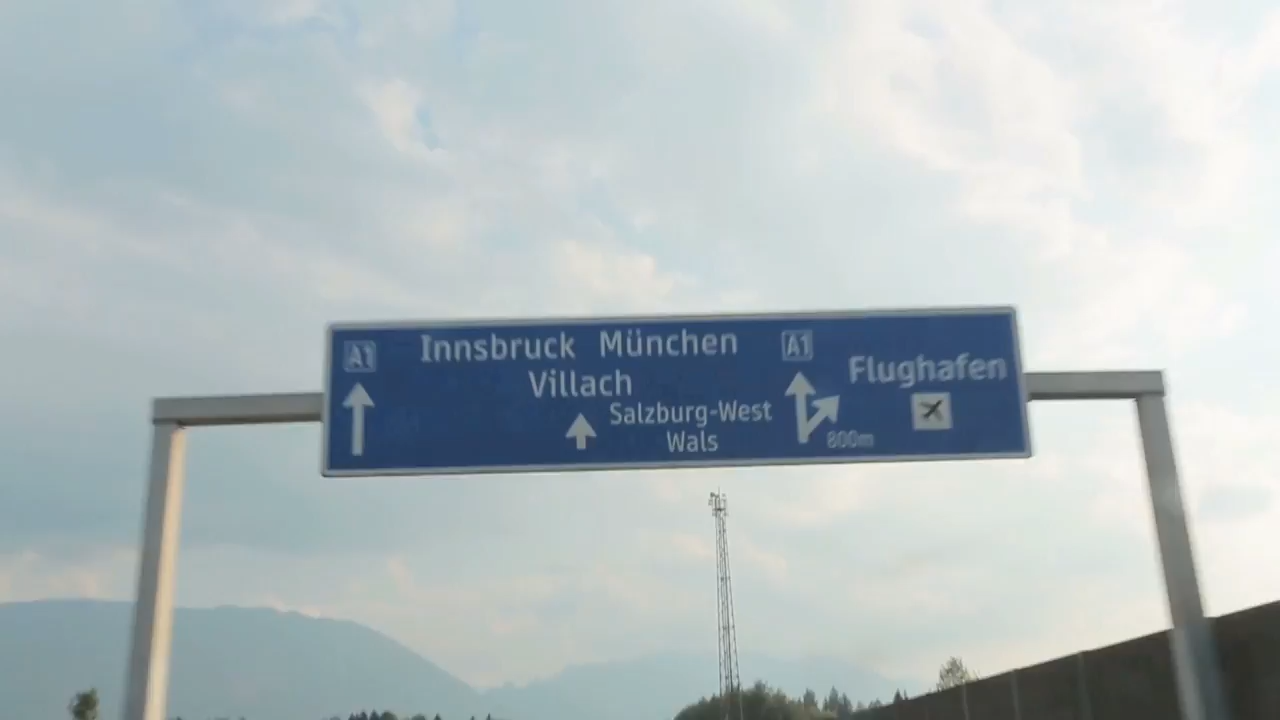 A1
Innsbruck München
Villach
Salzburg-West
Wals
A1
Flughafen
800m